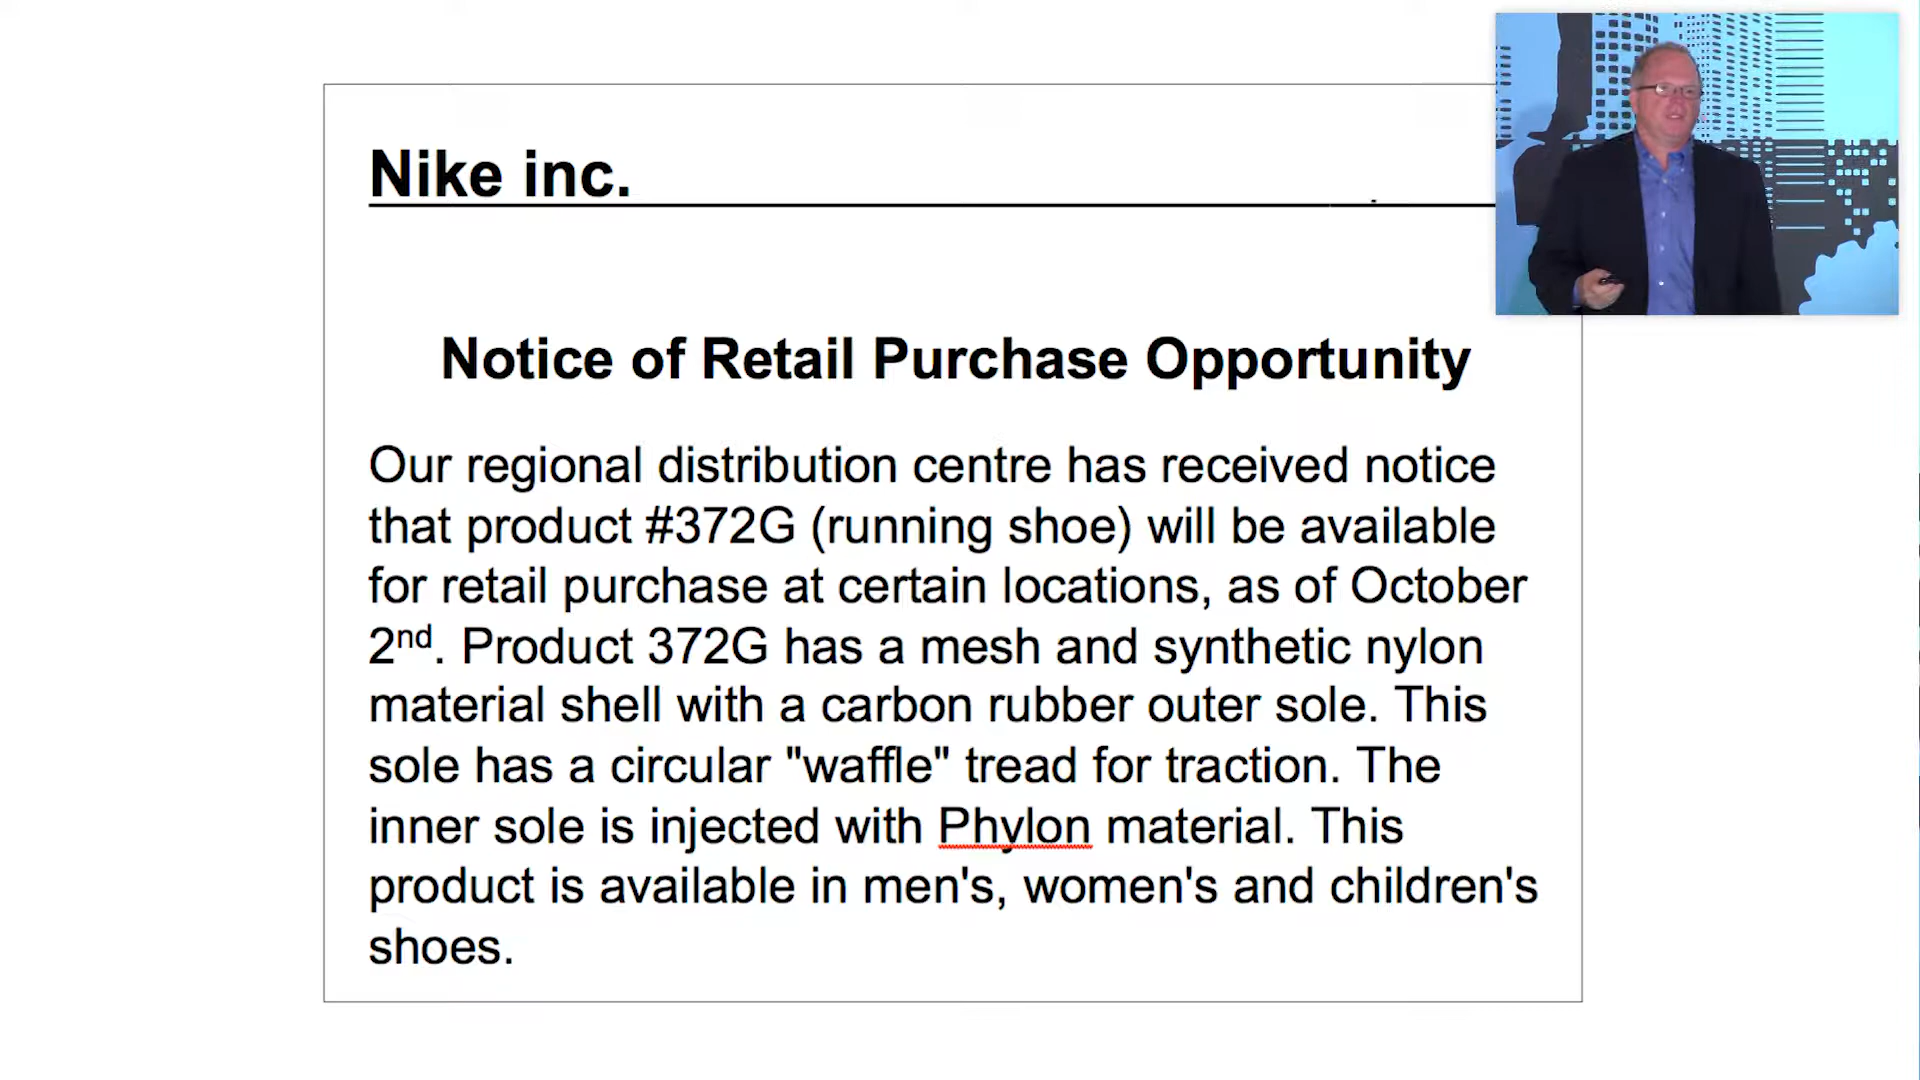 Nike inc.
Notice of Retail Purchase Opportunity
Our regional distribution centre has received notice
that product #372G (running shoe) will be available
for retail purchase at certain locations, as of October
2nd. Product 372G has a mesh and synthetic nylon
material shell with a carbon rubber outer sole. This
sole has a circular "waffle" tread for traction. The
inner sole is injected with Phylon material. This
product is available in men's, women's and children's
shoes.